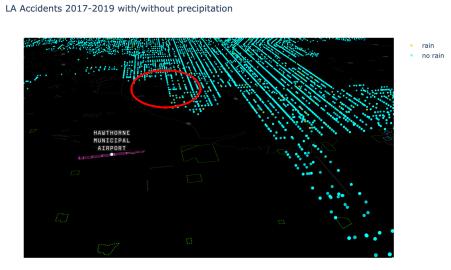 LA Accidents 2017-2019 with/without precipitation
rain
no rain
HAWTHORNE
MUNICIPAL
AIRPORT